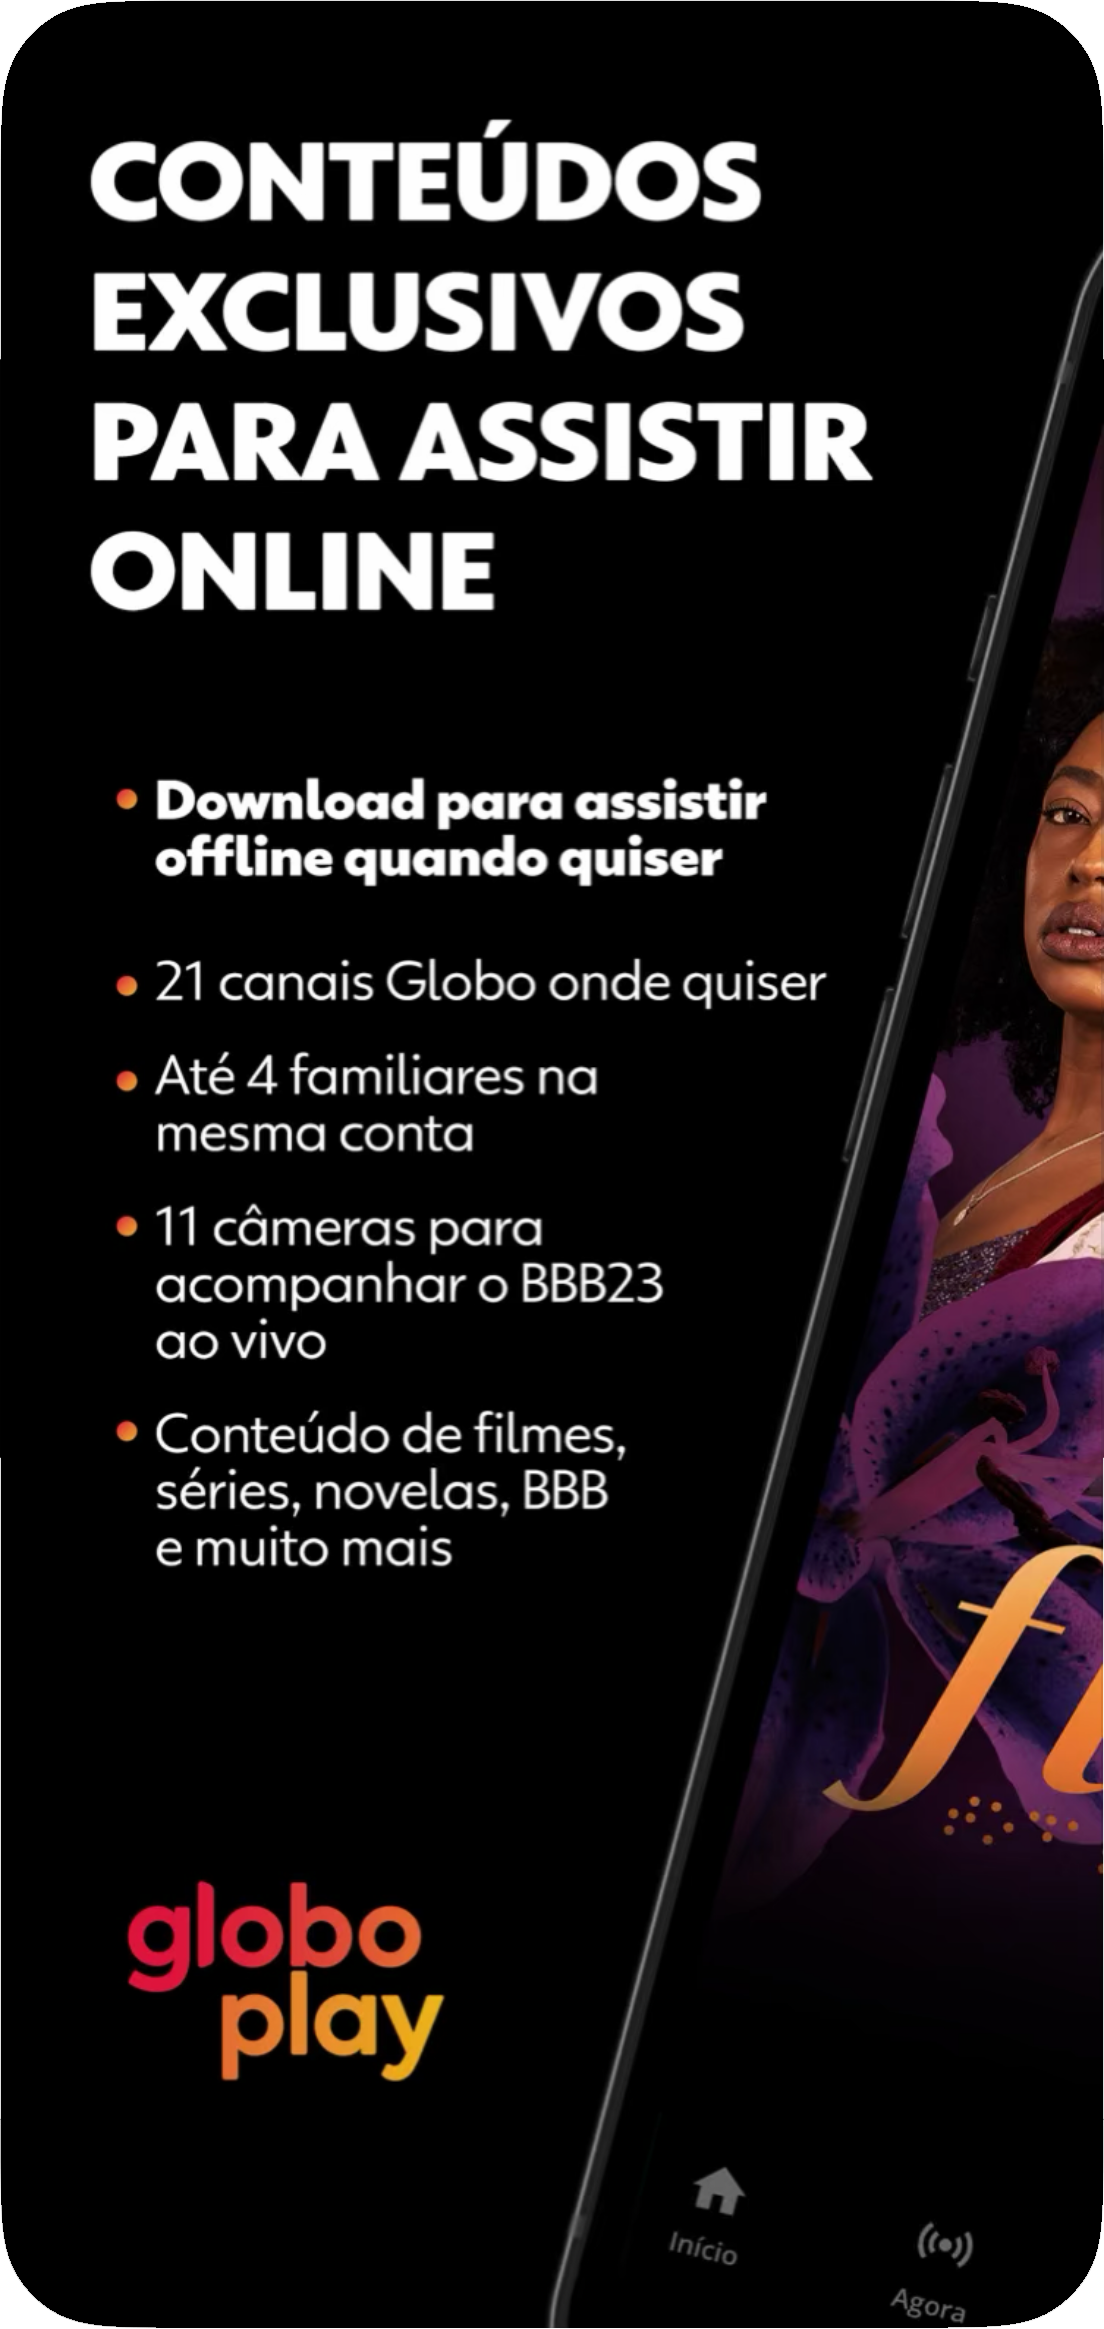 CONTEÚDOS
EXCLUSIVOS
PARA ASSISTIR
ONLINE
Download para assistir
offline quando quiser
21 canais Globo onde quiser
Até 4 familiares na
mesma conta
11 câmeras para
acompanhar o BBB23
ao vivo
Conteúdo de filmes,
séries, novelas, BBB
e muito mais
globo
play
Início
Agora